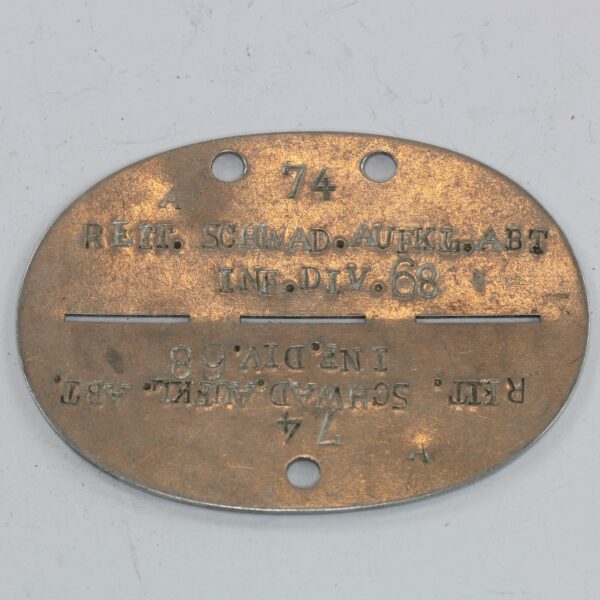 74
A
REIT. SCHWAD.AUFKL.ABT
INF.DIV.68
INF.DIV.68
REIT. SCHWAD.AUFKL. ABT.
74
A